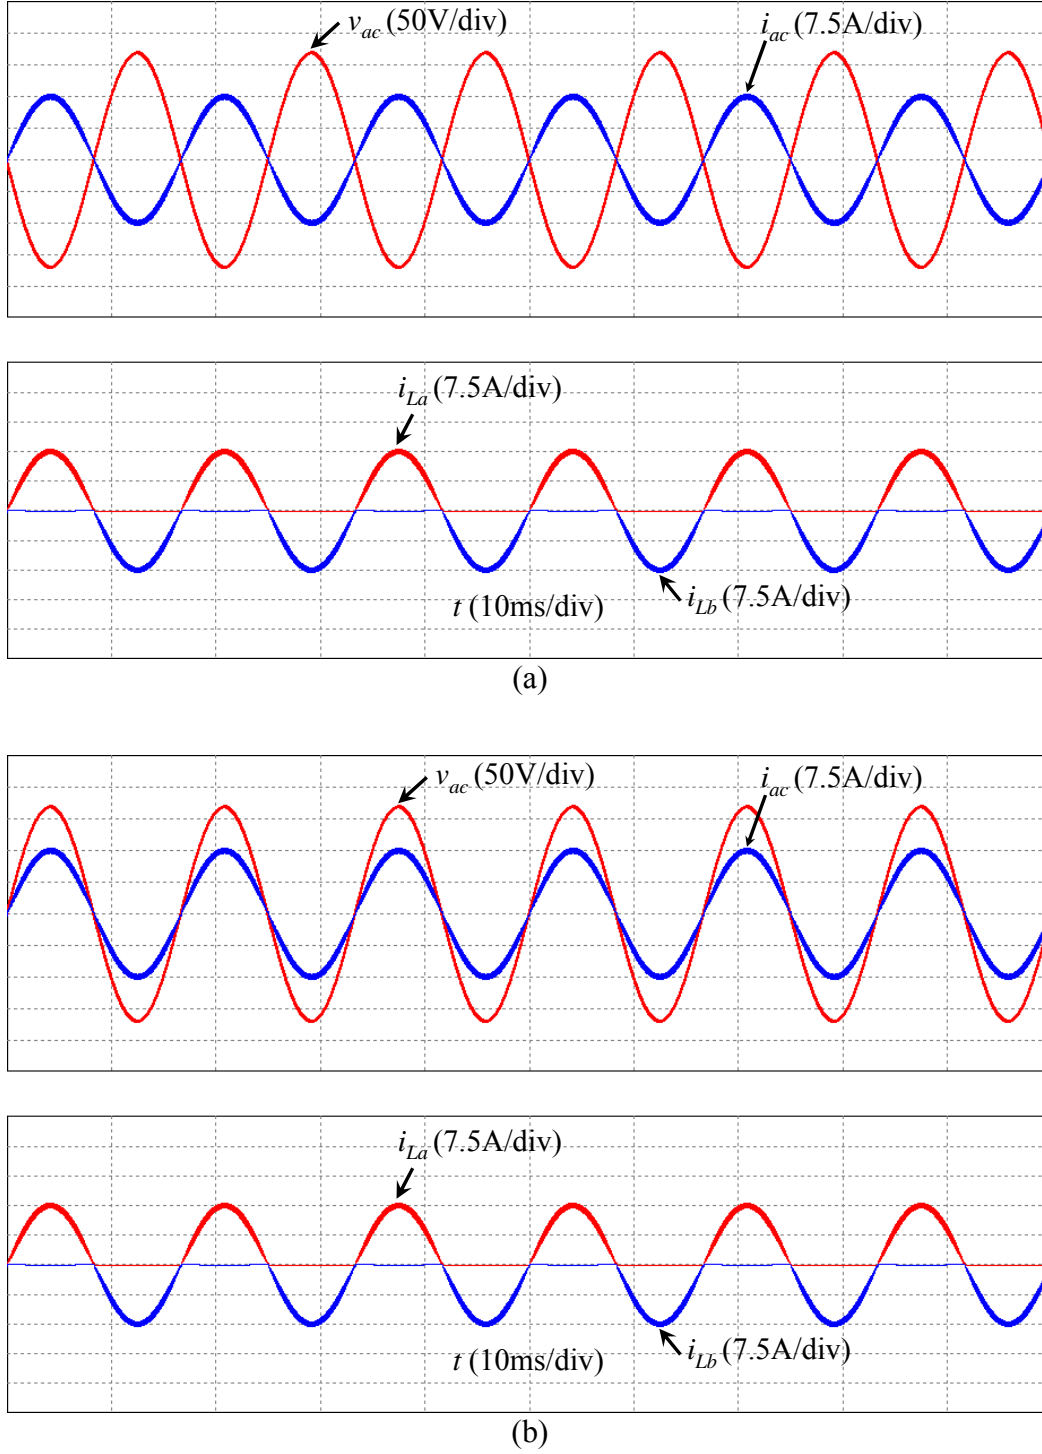 v_ac (50V/div) i_ac (7.5A/div)
i_La (7.5A/div)
i_Lb (7.5A/div)
t (10ms/div)
(a)
v_ac (50V/div) i_ac (7.5A/div)
i_La (7.5A/div)
i_Lb (7.5A/div)
t (10ms/div)
(b)